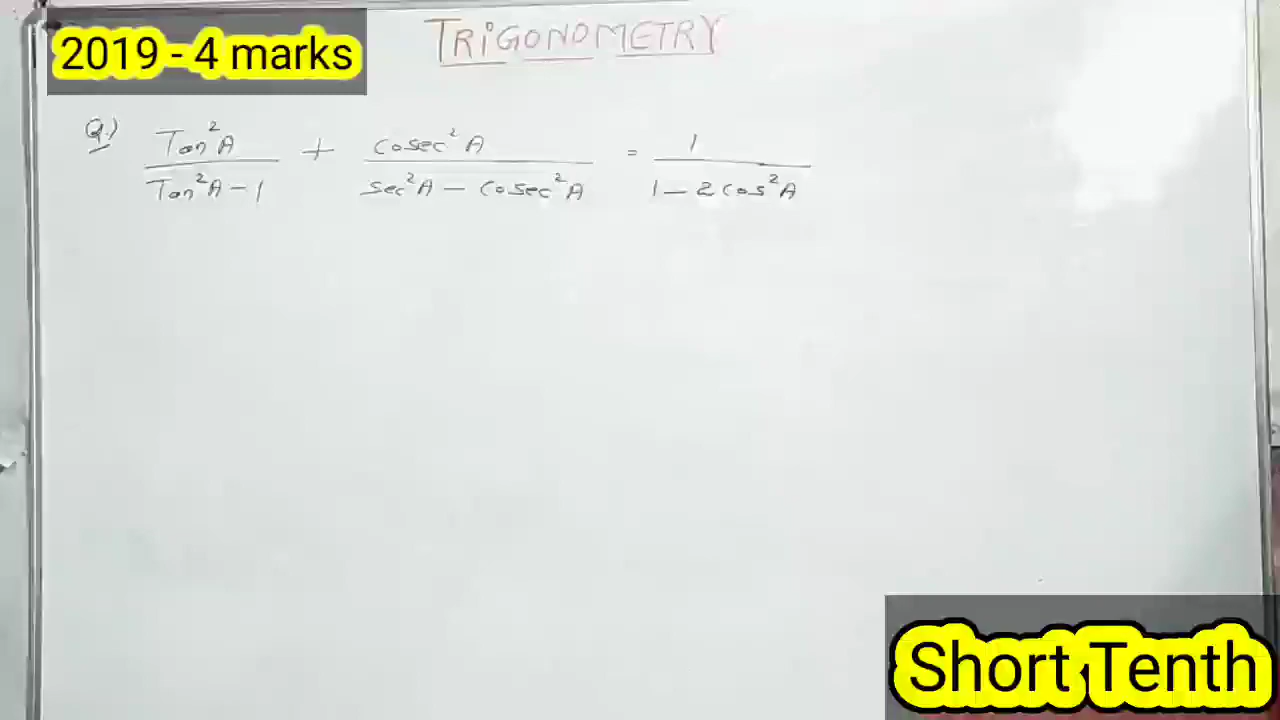 2019 - 4 marks
TRIGONOMETRY
Q) Tan²A / Tan²A - 1 + cosec²A / sec²A - cosec²A = 1 / 1 - 2cos²A
Short Tenth